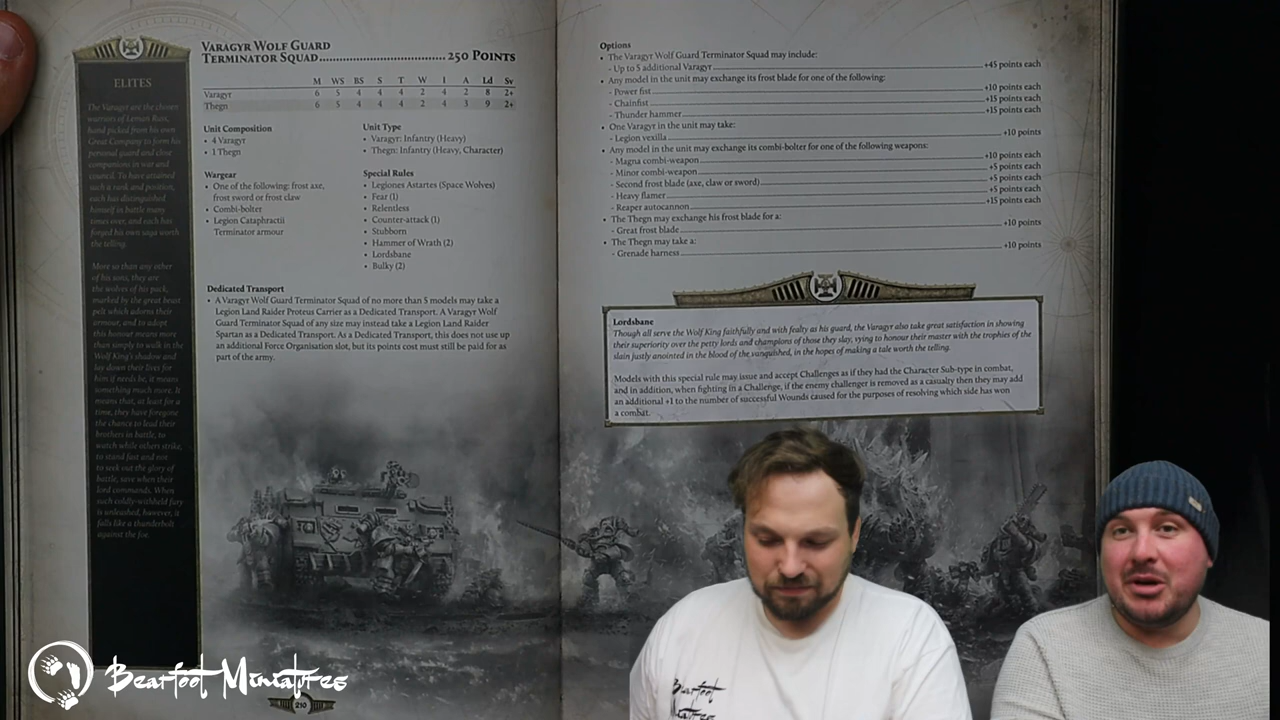 VARAGYR WOLF GUARD
TERMINATOR SQUAD 250 POINTS
M WS BS S T W I A Ld Sv
Varagyr 6 5 4 4 4 2 4 2 8 2+
Thegn 6 5 4 4 4 2 4 3 9 2+
Unit Composition
• 4 Varagyr
• 1 Thegn
Unit Type
• Varagyr: Infantry (Heavy)
• Thegn: Infantry (Heavy, Character)
Wargear
• One of the following: frost axe,
frost sword or frost claw
• Combi-bolter
• Legion Cataphractii
Terminator armour
Special Rules
• Legiones Astartes (Space Wolves)
• Fear (1)
• Relentless
• Counter-attack (1)
• Stubborn
• Hammer of Wrath (2)
• Lordsbane
• Bulky (2)
Dedicated Transport
• A Varagyr Wolf Guard Terminator Squad of no more than 5 models may take a
Legion Land Raider Proteus Carrier as a Dedicated Transport. A Varagyr Wolf
Guard Terminator Squad of any size may instead take a Legion Land Raider
Spartan as a Dedicated Transport. As a Dedicated Transport, this does not use up
an additional Force Organisation slot, but its points cost must still be paid for as
part of the army.
ELITES
The Varagyr are the chosen
warriors of Leman Russ,
hand picked from his own
Great Company to form his
personal guard and close
companions in war and
council. To have attained
such a rank and position,
each has distinguished
himself in battle many
times over, and each has
forged his own saga worth
the telling.
More so than any other
of his sons, they are
the wolves of his pack,
marked by the great beast
pelt which adorns their
armour, and to adopt
this honour means more
than simply to walk in the
Wolf King's shadow and
lay down their lives for
him if needs be, it means
something much more. It
means that, at least for a
time, they have foregone
the chance to lead their
brothers in battle, to
watch while others strike,
to stand fast and not
to seek out the glory of
battle, save when their
lord commands. When
such coldly-withheld fury
is unleashed, however, it
falls like a thunderbolt
against the foe.
210
Options
• The Varagyr Wolf Guard Terminator Squad may include:
- Up to 5 additional Varagyr +45 points each
• Any model in the unit may exchange its frost blade for one of the following:
- Power fist +10 points each
- Chainfist +15 points each
- Thunder hammer +15 points each
• One Varagyr in the unit may take:
- Legion vexilla +10 points
• Any model in the unit may exchange its combi-bolter for one of the following weapons:
- Magna combi-weapon +10 points each
- Minor combi-weapon +5 points each
- Second frost blade (axe, claw or sword) +5 points each
- Heavy flamer +5 points each
- Reaper autocannon +15 points each
• The Thegn may exchange his frost blade for a:
- Great frost blade +10 points
• The Thegn may take a:
- Grenade harness +10 points
Lordsbane
Though all serve the Wolf King faithfully and with fealty as his guard, the Varagyr also take great satisfaction in showing
their superiority over the petty lords and champions of those they slay, vying to honour their master with the trophies of the
slain justly anointed in the blood of the vanquished, in the hopes of making a tale worth the telling.
Models with this special rule may issue and accept Challenges as if they had the Character Sub-type in combat,
and in addition, when fighting in a Challenge, if the enemy challenger is removed as a casualty then they may add
an additional +1 to the number of successful Wounds caused for the purposes of resolving which side has won
a combat.
Bearfoot Miniatures
Bearfoot
Miniatures